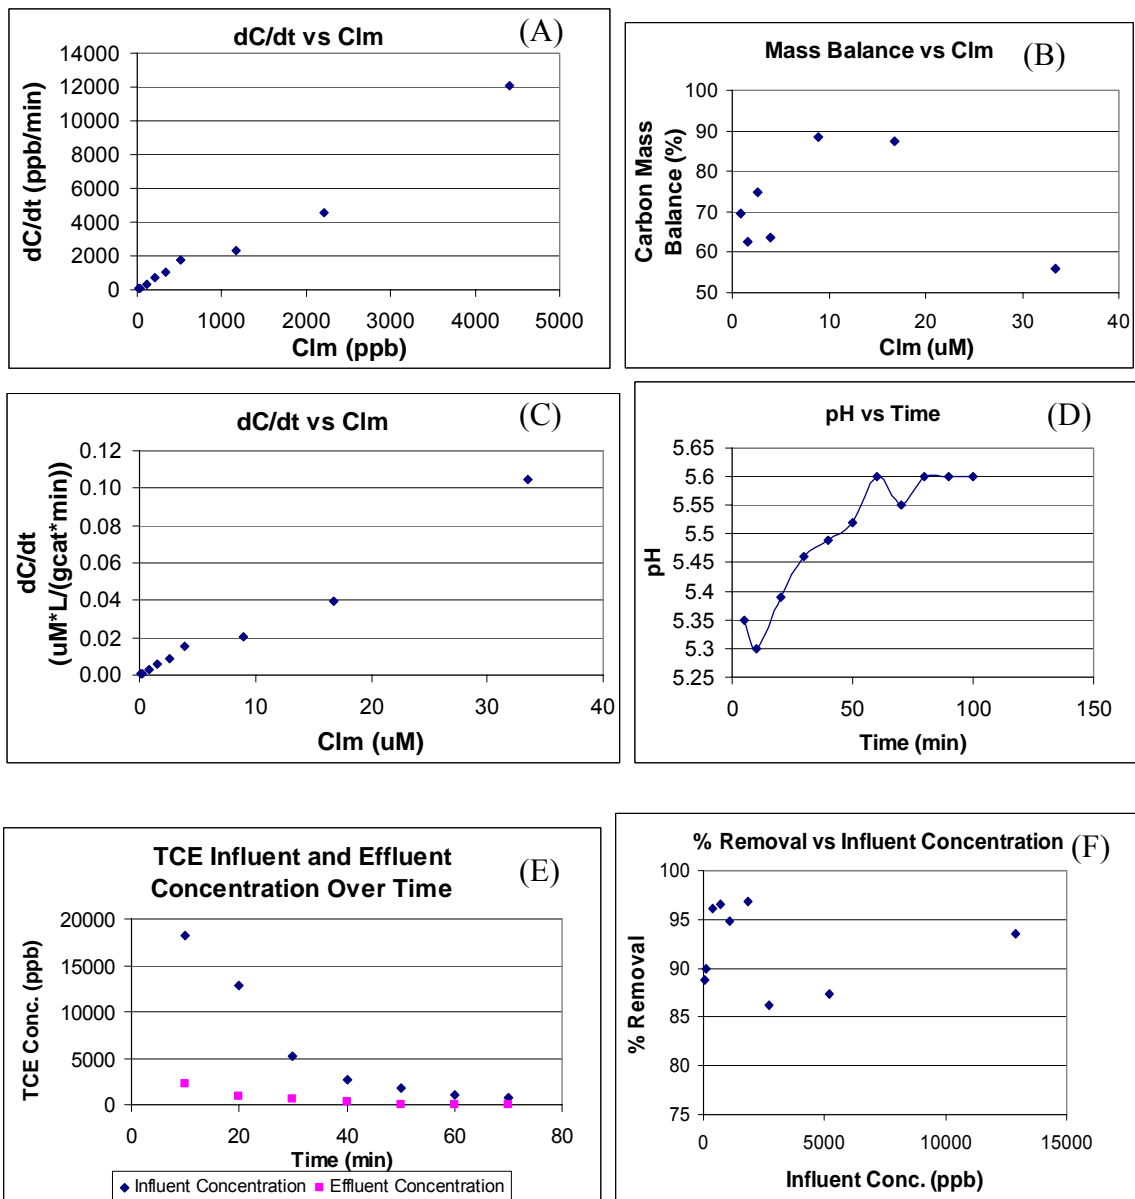 dC/dt vs Clm
(A)
dC/dt (ppb/min)
14000
12000
10000
8000
6000
4000
2000
0
0 1000 2000 3000 4000 5000
Clm (ppb)
Mass Balance vs Clm
(B)
Carbon Mass
Balance (%)
100
90
80
70
60
50
0 10 20 30 40
Clm (uM)
dC/dt vs Clm
(C)
dC/dt
(uM*L/(gcat*min))
0.12
0.10
0.08
0.06
0.04
0.02
0.00
0 10 20 30 40
Clm (uM)
pH vs Time
(D)
pH
5.65
5.6
5.55
5.5
5.45
5.4
5.35
5.3
5.25
0 50 100 150
Time (min)
TCE Influent and Effluent
Concentration Over Time
(E)
TCE Conc. (ppb)
20000
15000
10000
5000
0
0 20 40 60 80
Time (min)
Influent Concentration Effluent Concentration
% Removal vs Influent Concentration
(F)
% Removal
100
95
90
85
80
75
0 5000 10000 15000
Influent Conc. (ppb)